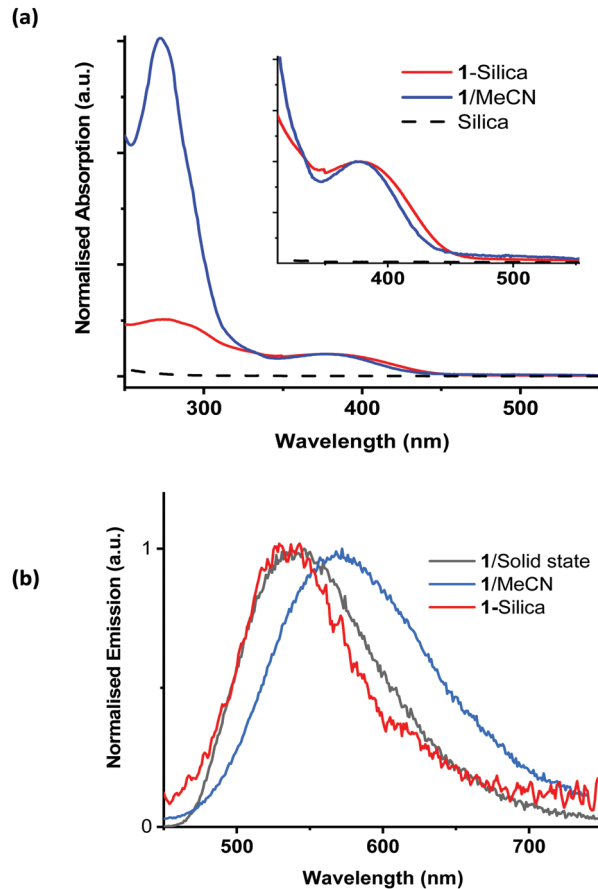 (a)
Normalised Absorption (a.u.)
1-Silica
1/MeCN
Silica
400
500
300
400
500
Wavelength (nm)
(b)
Normalised Emission (a.u.)
1
0
1/Solid state
1/MeCN
1-Silica
500
600
700
Wavelength (nm)